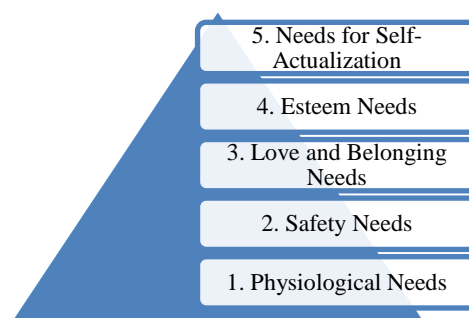 5. Needs for Self-
Actualization
4. Esteem Needs
3. Love and Belonging
Needs
2. Safety Needs
1. Physiological Needs